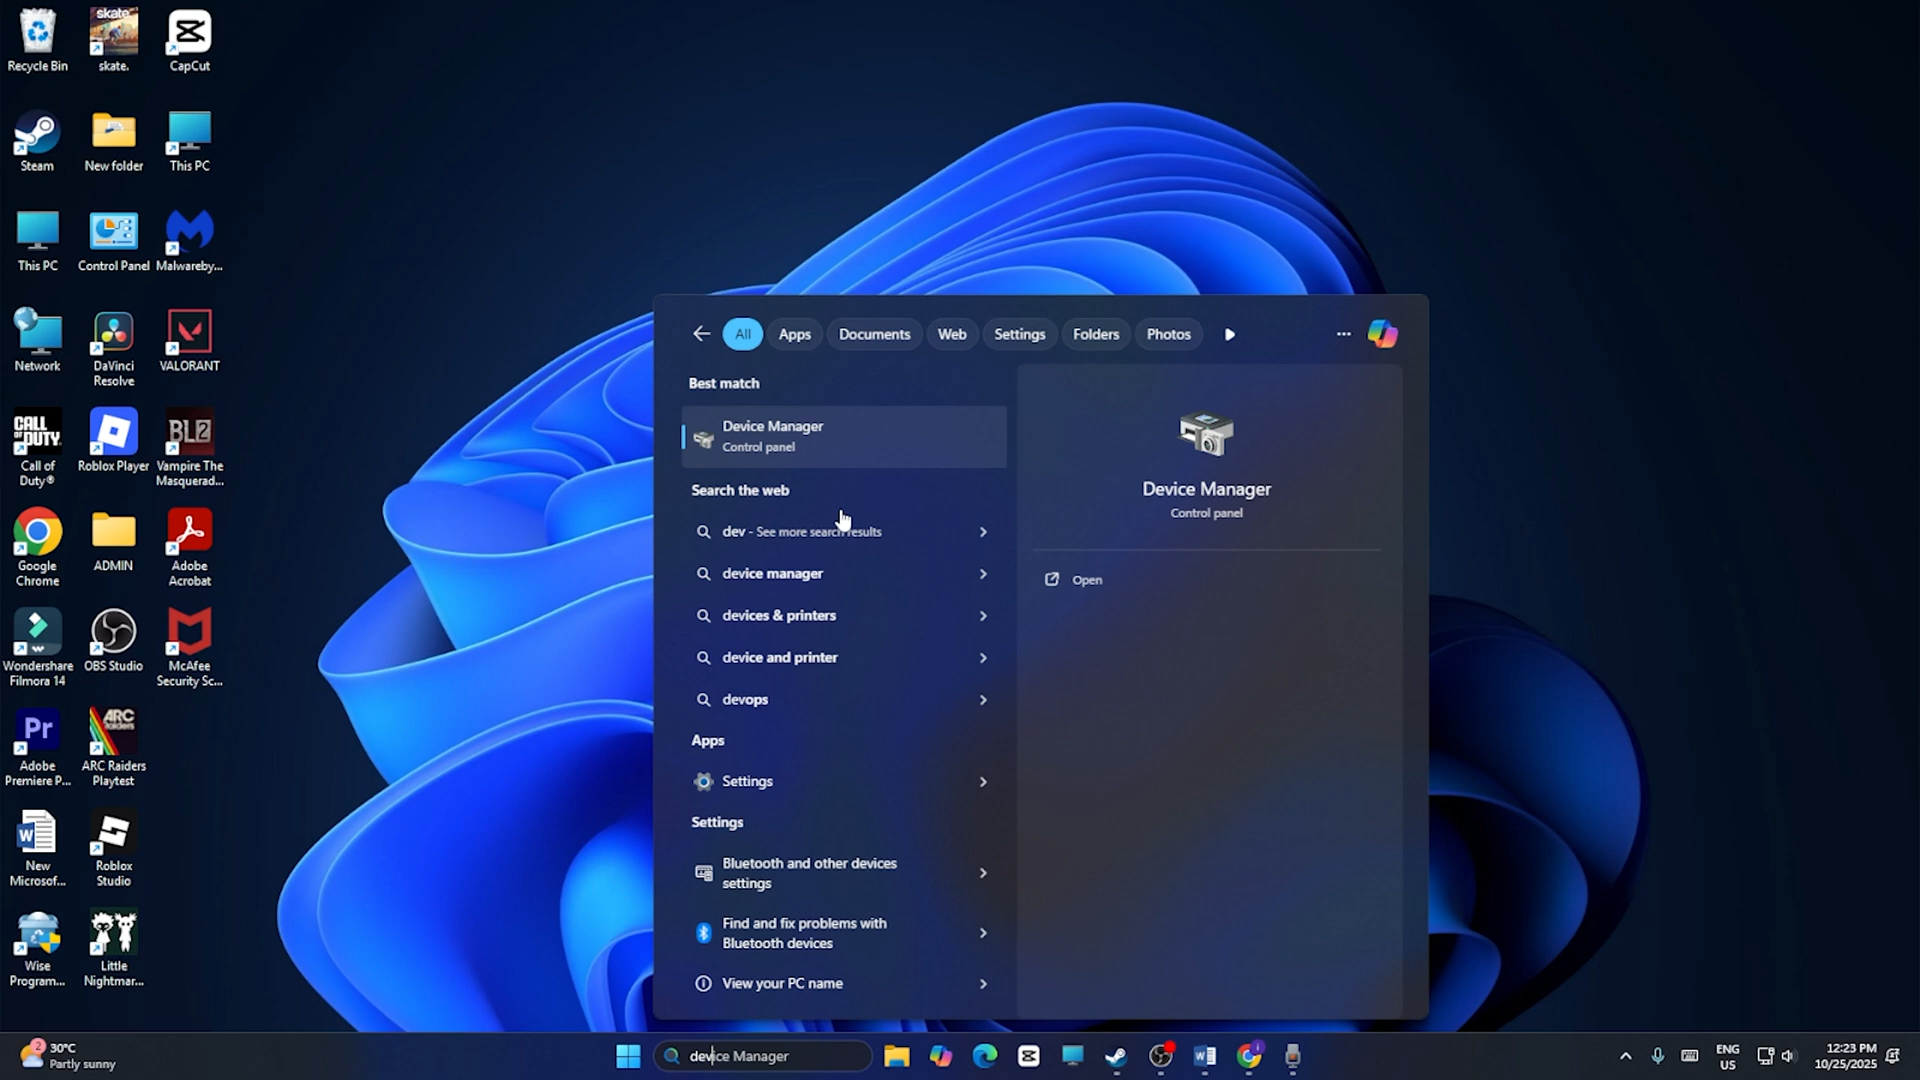 Recycle Bin
skate.
CapCut
Steam
New folder
This PC
This PC
Control Panel
Malwareby...
Network
DaVinci
Resolve
VALORANT
CALL OF DUTY.
Call of
Duty®
Roblox Player
BL2
Vampire The
Masquerad...
Google
Chrome
ADMIN
Adobe
Acrobat
Wondershare
Filmora 14
OBS Studio
McAfee
Security Sc...
Pr
Adobe
Premiere P...
ARC
Raiders
ARC Raiders
Playtest
W
New
Microsof...
Roblox
Studio
Wise
Program...
Little
Nightmar...
All
Apps
Documents
Web
Settings
Folders
Photos
Best match
Device Manager
Control panel
Search the web
dev - See more search results
device manager
devices & printers
device and printer
devops
Apps
Settings
Settings
Bluetooth and other devices
settings
Find and fix problems with
Bluetooth devices
View your PC name
Device Manager
Control panel
Open
2
30°C
Partly sunny
device Manager
ENG
US
12:23 PM
10/25/2025